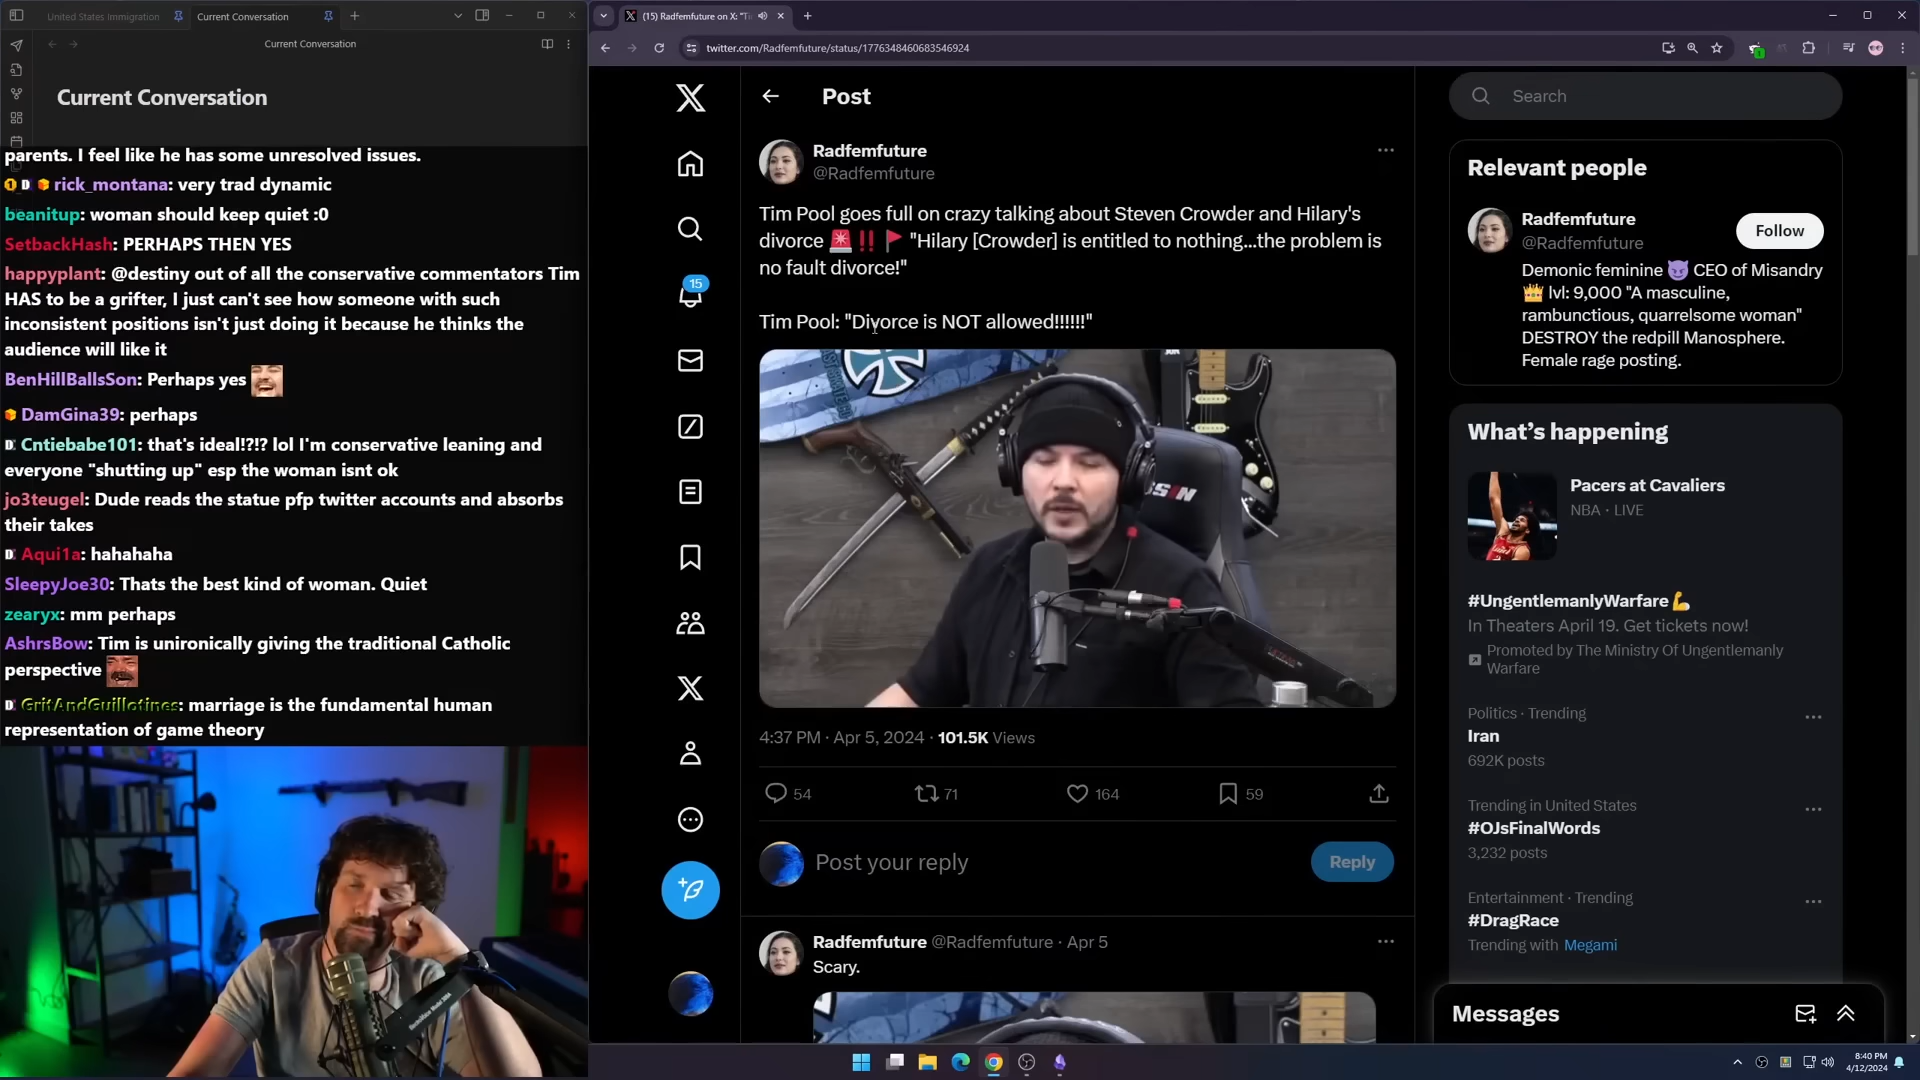 United States Immigration
Current Conversation
Current Conversation
Current Conversation
parents. I feel like he has some unresolved issues.
rick_montana: very trad dynamic
beanitup: woman should keep quiet :0
SetbackHash: PERHAPS THEN YES
happyplant: @destiny out of all the conservative commentators Tim
HAS to be a grifter, I just can't see how someone with such
inconsistent positions isn't just doing it because he thinks the
audience will like it
BenHillBallsSon: Perhaps yes
DamGina39: perhaps
Cntiebabe101: that's ideal!?!? lol I'm conservative leaning and
everyone "shutting up" esp the woman isnt ok
jo3teugel: Dude reads the statue pfp twitter accounts and absorbs
their takes
Aqui1a: hahahaha
SleepyJoe30: Thats the best kind of woman. Quiet
zearyx: mm perhaps
AshrsBow: Tim is unironically giving the traditional Catholic
perspective
GritAndGuillotines: marriage is the fundamental human
representation of game theory
(15) Radfemfuture on X: "Ti
twitter.com/Radfemfuture/status/1776348460683546924
15
Post
Radfemfuture
@Radfemfuture
Tim Pool goes full on crazy talking about Steven Crowder and Hilary's
divorce 🚨‼️🚩 "Hilary [Crowder] is entitled to nothing...the problem is
no fault divorce!"
Tim Pool: "Divorce is NOT allowed!!!!!!"
4:37 PM · Apr 5, 2024 · 101.5K Views
54
71
164
59
Post your reply
Reply
Radfemfuture @Radfemfuture · Apr 5
Scary.
Search
Relevant people
Radfemfuture
@Radfemfuture
Follow
Demonic feminine 😈 CEO of Misandry
👑 lvl: 9,000 "A masculine,
rambunctious, quarrelsome woman"
DESTROY the redpill Manosphere.
Female rage posting.
What's happening
Pacers at Cavaliers
NBA · LIVE
#UngentlemanlyWarfare💪
In Theaters April 19. Get tickets now!
Promoted by The Ministry Of Ungentlemanly
Warfare
Politics · Trending
Iran
692K posts
Trending in United States
#OJsFinalWords
3,232 posts
Entertainment · Trending
#DragRace
Trending with Megami
Messages
8:40 PM
4/12/2024